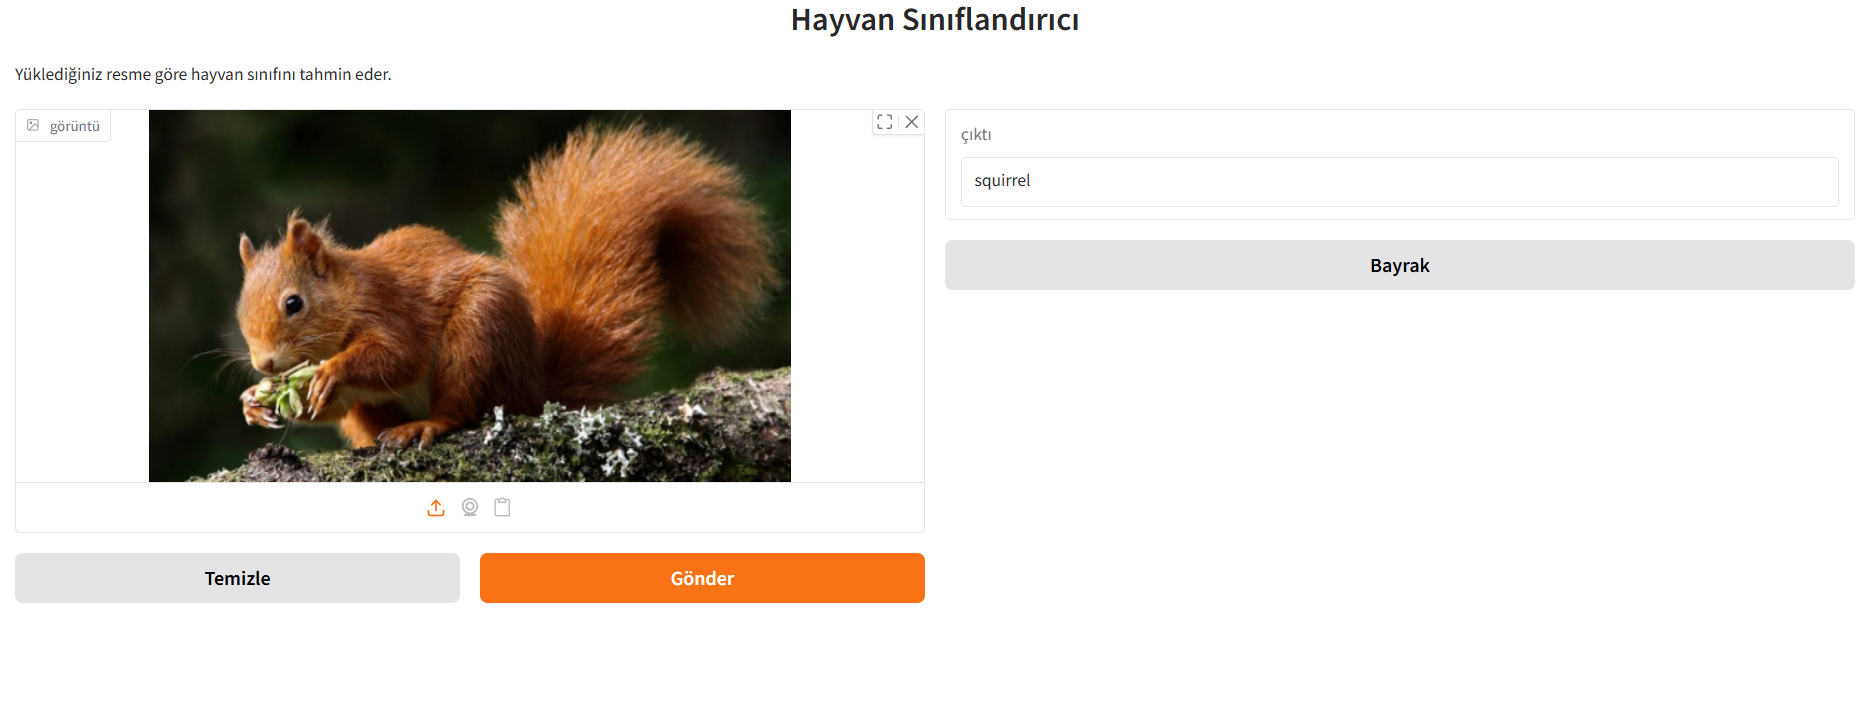 Hayvan Sınıflandırıcı
Yüklediğiniz resme göre hayvan sınıfını tahmin eder.
görüntü
çıktı
squirrel
Bayrak
Temizle
Gönder